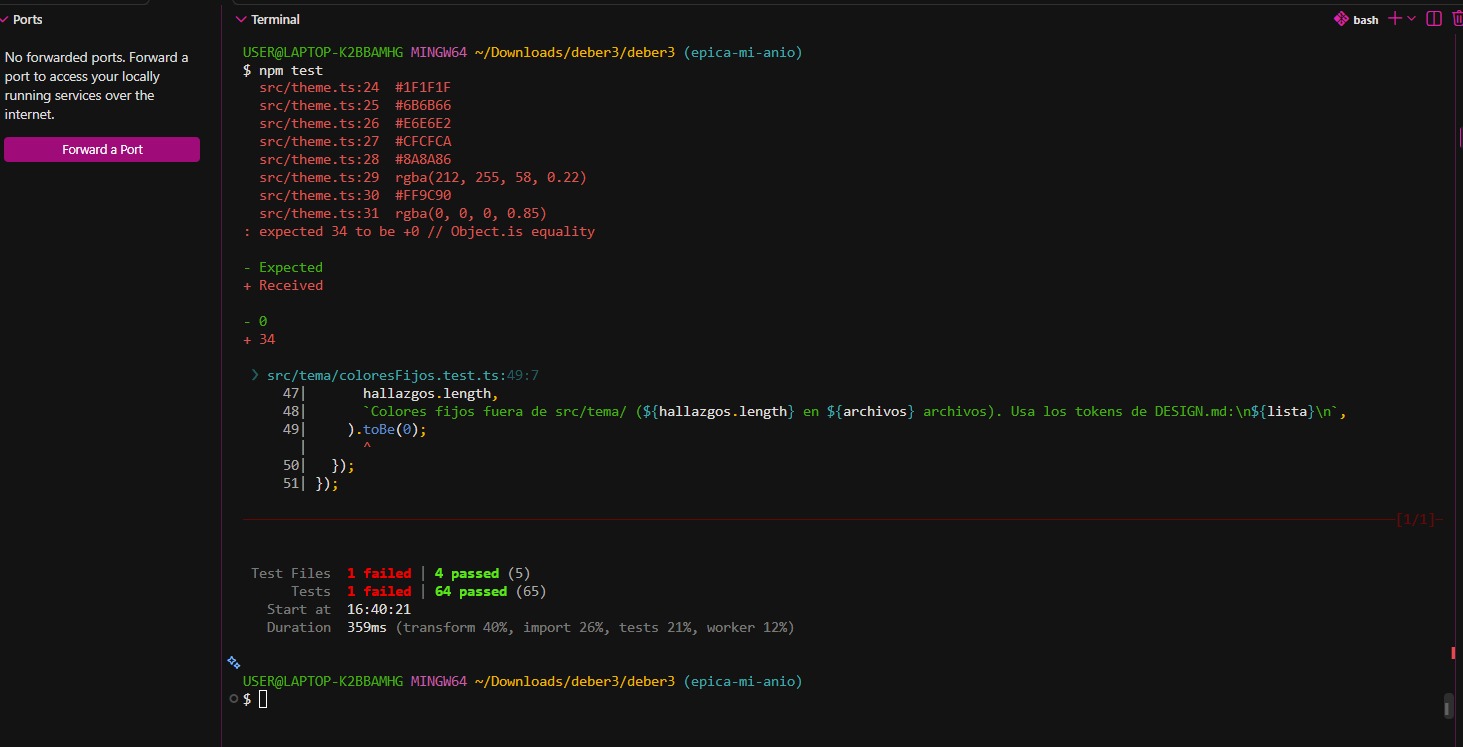 Ports
No forwarded ports. Forward a
port to access your locally
running services over the
internet.
Forward a Port
Terminal
bash
USER@LAPTOP-K2BBAMHG MINGW64 ~/Downloads/deber3/deber3 (epica-mi-anio)
$ npm test
src/theme.ts:24  #1F1F1F
src/theme.ts:25  #6B6B66
src/theme.ts:26  #E6E6E2
src/theme.ts:27  #CFCFCA
src/theme.ts:28  #8A8A86
src/theme.ts:29  rgba(212, 255, 58, 0.22)
src/theme.ts:30  #FF9C90
src/theme.ts:31  rgba(0, 0, 0, 0.85)
: expected 34 to be +0 // Object.is equality
- Expected
+ Received
- 0
+ 34
❯ src/tema/coloresFijos.test.ts:49:7
47|       hallazgos.length,
48|       `Colores fijos fuera de src/tema/ (${hallazgos.length} en ${archivos} archivos). Usa los tokens de DESIGN.md:\n${lista}\n`,
49|     ).toBe(0);
|       ^
50|   });
51| });
[1/1]
Test Files  1 failed | 4 passed (5)
Tests  1 failed | 64 passed (65)
Start at  16:40:21
Duration  359ms (transform 40%, import 26%, tests 21%, worker 12%)
USER@LAPTOP-K2BBAMHG MINGW64 ~/Downloads/deber3/deber3 (epica-mi-anio)
$